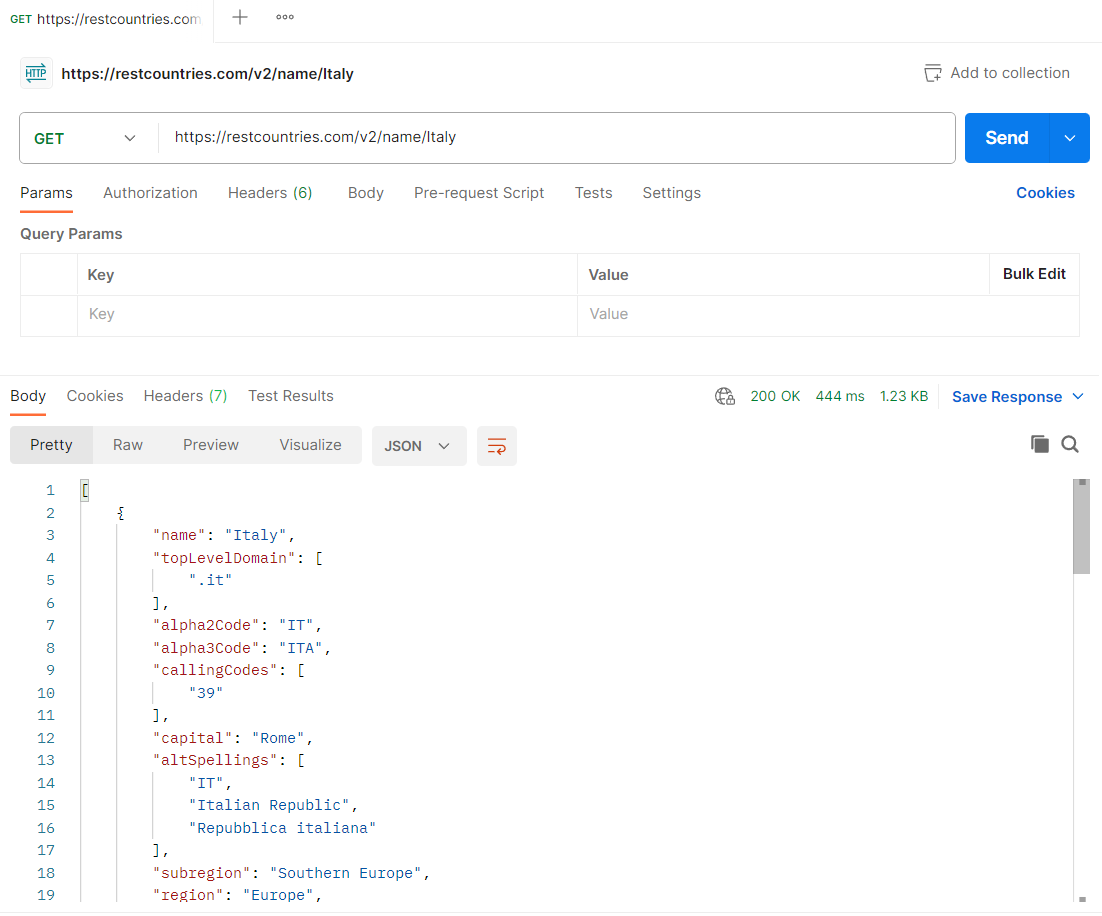 GET https://restcountries.com
HTTP https://restcountries.com/v2/name/Italy Add to collection
GET https://restcountries.com/v2/name/Italy Send
Params Authorization Headers (6) Body Pre-request Script Tests Settings Cookies
Query Params
Key Value Bulk Edit
Key Value
Body Cookies Headers (7) Test Results 200 OK 444 ms 1.23 KB Save Response
Pretty Raw Preview Visualize JSON
1 [
2 {
3 "name": "Italy",
4 "topLevelDomain": [
5 ".it"
6 ],
7 "alpha2Code": "IT",
8 "alpha3Code": "ITA",
9 "callingCodes": [
10 "39"
11 ],
12 "capital": "Rome",
13 "altSpellings": [
14 "IT",
15 "Italian Republic",
16 "Repubblica italiana"
17 ],
18 "subregion": "Southern Europe",
19 "region": "Europe",